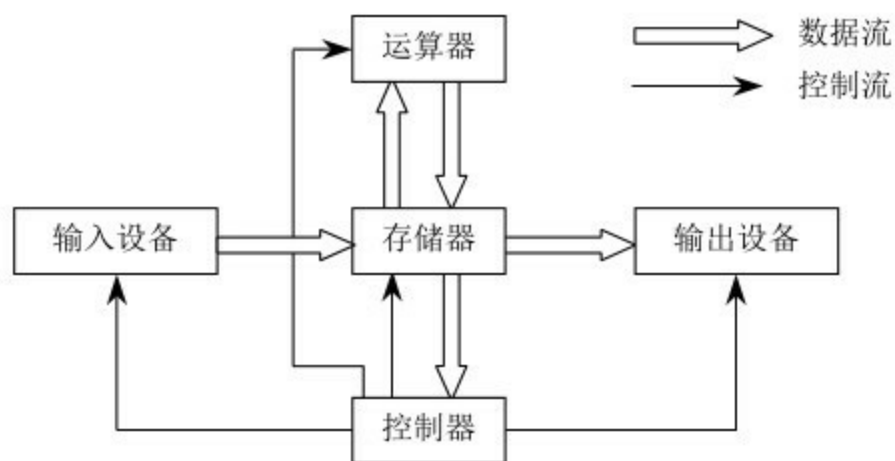 运算器
数据流
控制流
输入设备
存储器
输出设备
控制器